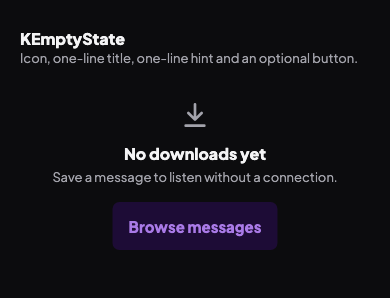 KEmptyState
Icon, one-line title, one-line hint and an optional button.
No downloads yet
Save a message to listen without a connection.
Browse messages